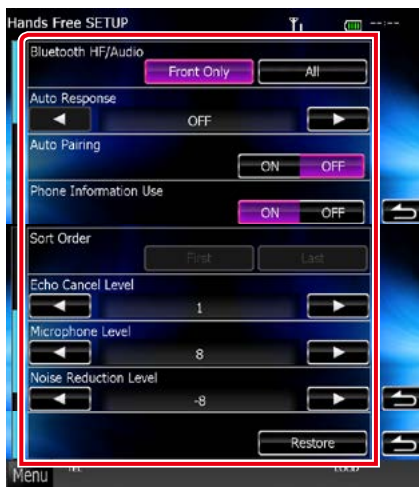 Hands Free SETUP --:--
Bluetooth HF/Audio
Front Only All
Auto Response
OFF
Auto Pairing
ON OFF
Phone Information Use
ON OFF
Sort Order
First Last
Echo Cancel Level
1
Microphone Level
8
Noise Reduction Level
-8
Restore
Menu